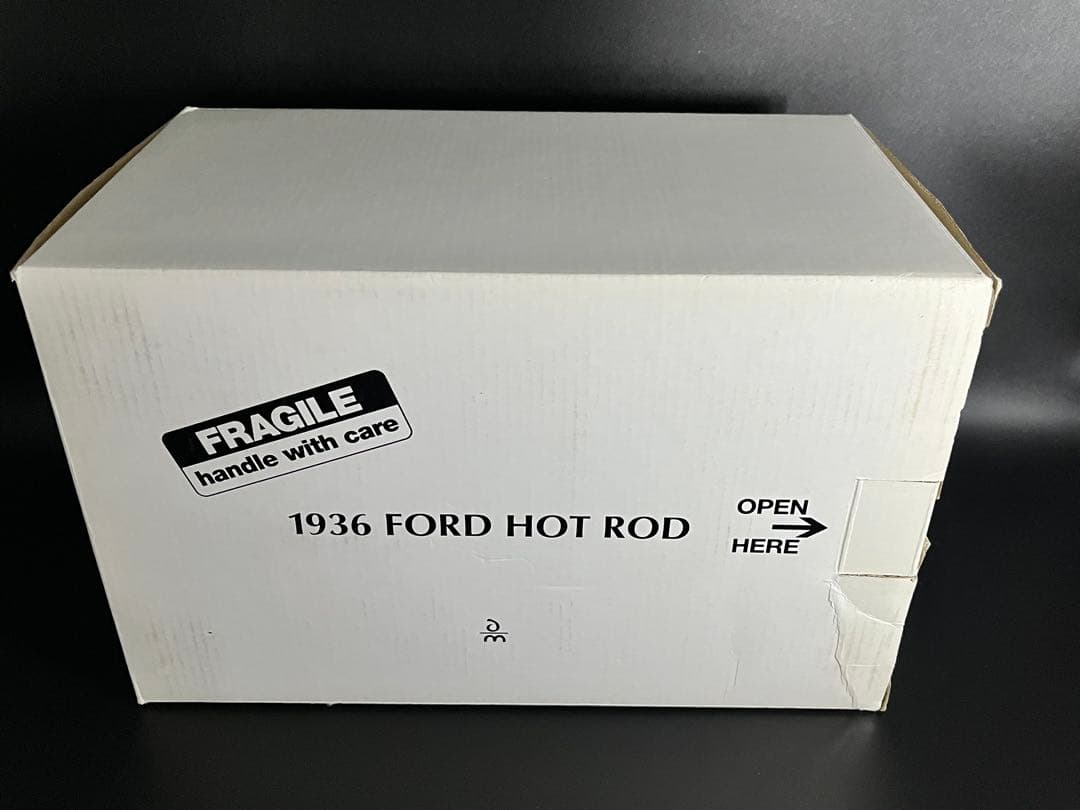 FRAGILE
handle with care
1936 FORD HOT ROD
OPEN
HERE